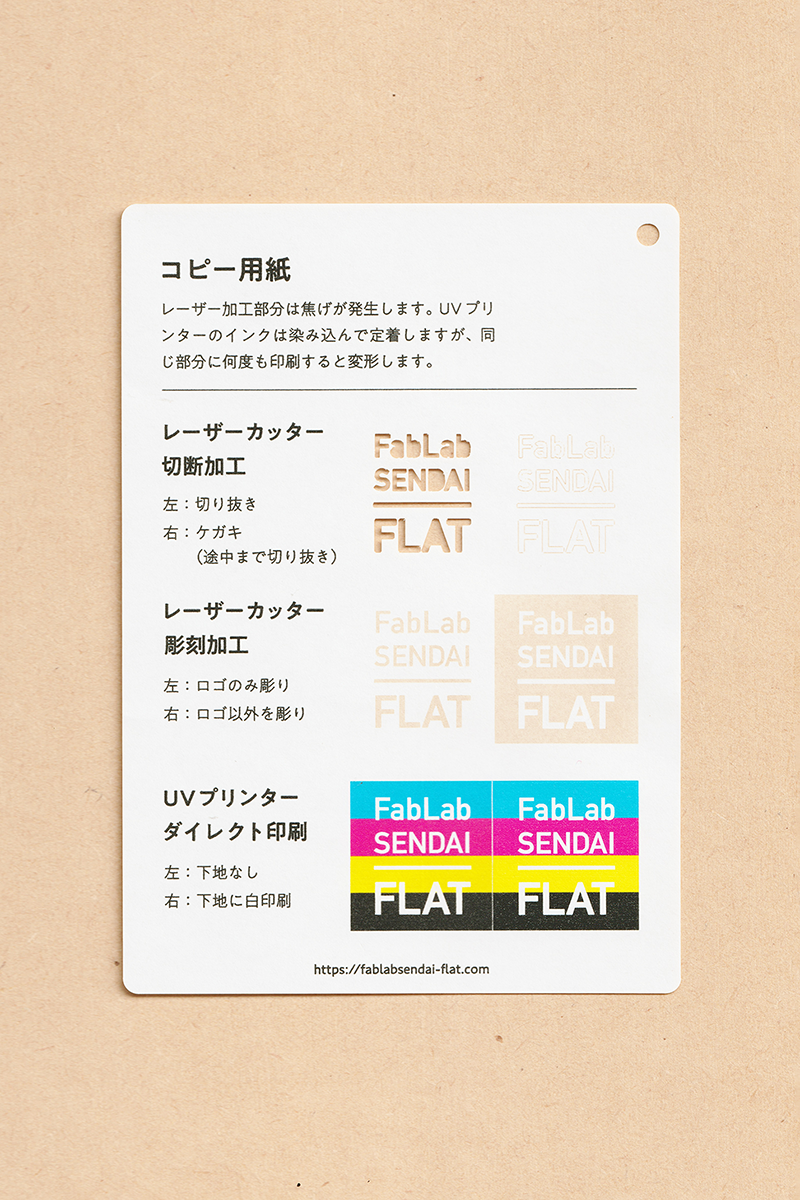 コピー用紙
レーザー加工部分は焦げが発生します。UVプリ
ンターのインクは染み込んで定着しますが、同
じ部分に何度も印刷すると変形します。
レーザーカッター
切断加工
左：切り抜き
右：ケガキ
（途中まで切り抜き）
FabLab
SENDAI
FLAT
FabLab
SENDAI
FLAT
レーザーカッター
彫刻加工
左：ロゴのみ彫り
右：ロゴ以外を彫り
FabLab
SENDAI
FLAT
FabLab
SENDAI
FLAT
UVプリンター
ダイレクト印刷
左：下地なし
右：下地に白印刷
FabLab
SENDAI
FLAT
FabLab
SENDAI
FLAT
https://fablabsendai-flat.com